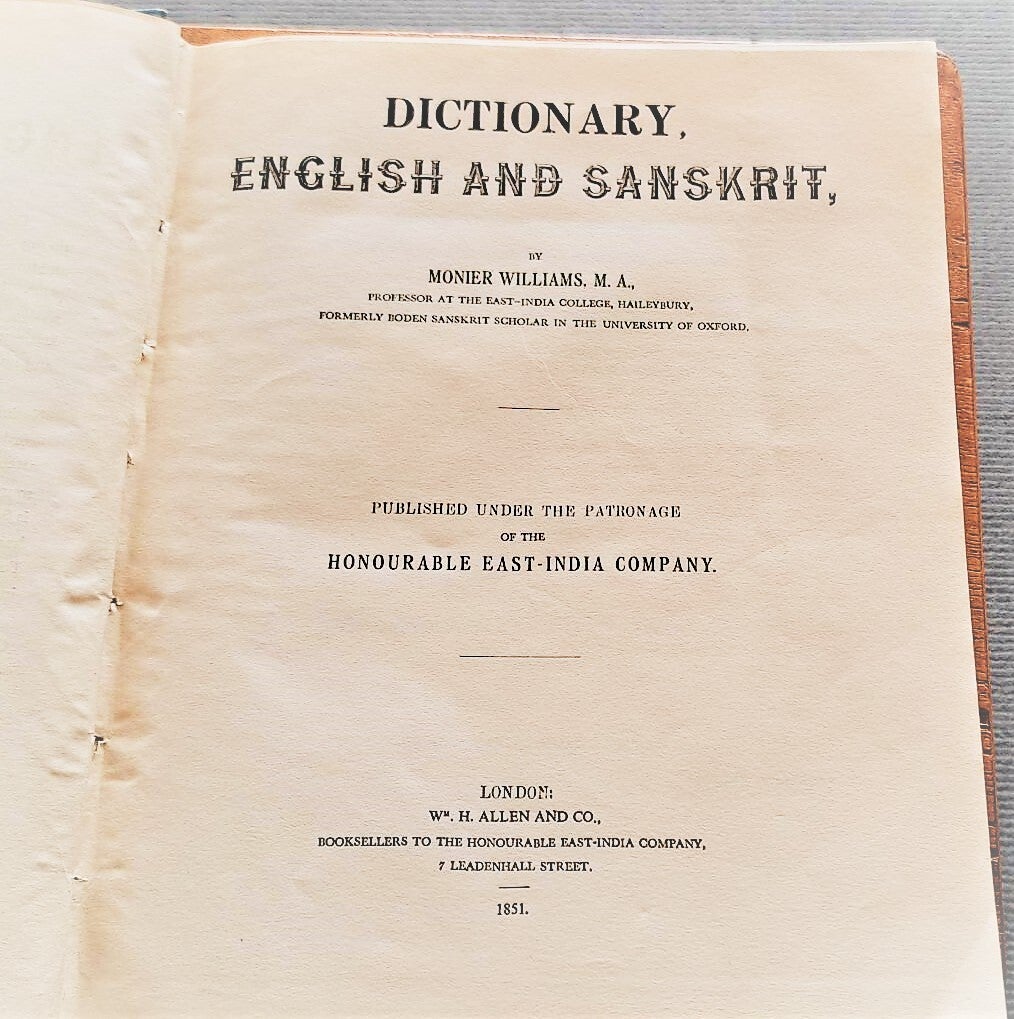 DICTIONARY,
ENGLISH AND SANSKRIT,
BY
MONIER WILLIAMS, M. A.,
PROFESSOR AT THE EAST-INDIA COLLEGE, HAILEYBURY,
FORMERLY BODEN SANSKRIT SCHOLAR IN THE UNIVERSITY OF OXFORD.
PUBLISHED UNDER THE PATRONAGE
OF THE
HONOURABLE EAST-INDIA COMPANY.
LONDON:
Wᴹ. H. ALLEN AND CO.,
BOOKSELLERS TO THE HONOURABLE EAST-INDIA COMPANY,
7 LEADENHALL STREET.
1851.